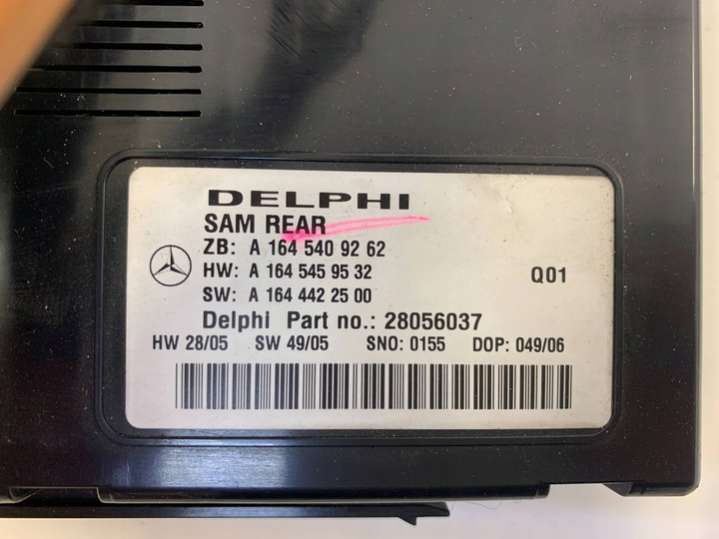 DELPHI
SAM REAR
ZB: A 164 540 92 62
HW: A 164 545 95 32
SW: A 164 442 25 00
Q01
Delphi Part no.: 28056037
HW 28/05 SW 49/05 SNO: 0155 DOP: 049/06